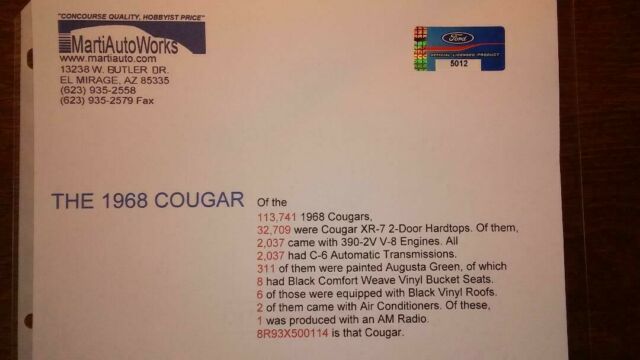 "CONCOURSE QUALITY, HOBBYIST PRICE"
MartiAutoWorks
www.martiauto.com
13238 W. BUTLER DR.
EL MIRAGE, AZ 85335
(623) 935-2558
(623) 935-2579 Fax
Ford
OFFICIAL LICENSED PRODUCT
5012
THE 1968 COUGAR
Of the
113,741 1968 Cougars,
32,709 were Cougar XR-7 2-Door Hardtops. Of them,
2,037 came with 390-2V V-8 Engines. All
2,037 had C-6 Automatic Transmissions.
311 of them were painted Augusta Green, of which
8 had Black Comfort Weave Vinyl Bucket Seats.
6 of those were equipped with Black Vinyl Roofs.
2 of them came with Air Conditioners. Of these,
1 was produced with an AM Radio.
8R93X500114 is that Cougar.